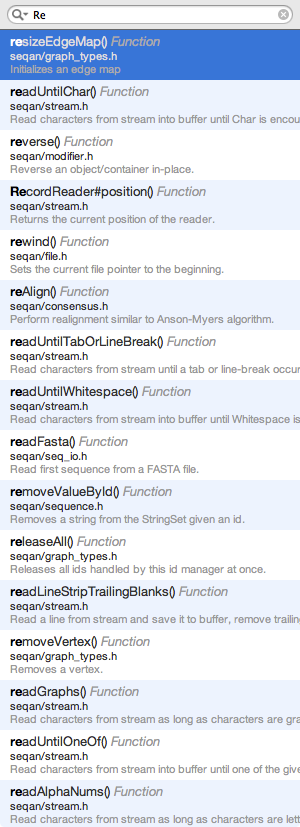 Re
resizeEdgeMap() Function
seqan/graph_types.h
Initializes an edge map
readUntilChar() Function
seqan/stream.h
Read characters from stream into buffer until Char is encou
reverse() Function
seqan/modifier.h
Reverse an object/container in-place.
RecordReader#position() Function
seqan/stream.h
Returns the current position of the reader.
rewind() Function
seqan/file.h
Sets the current file pointer to the beginning.
reAlign() Function
seqan/consensus.h
Perform realignment similar to Anson-Myers algorithm.
readUntilTabOrLineBreak() Function
seqan/stream.h
Read characters from stream until a tab or line-break occur
readUntilWhitespace() Function
seqan/stream.h
Read characters from stream into buffer until Whitespace is
readFasta() Function
seqan/seq_io.h
Read first sequence from a FASTA file.
removeValueById() Function
seqan/sequence.h
Removes a string from the StringSet given an id.
releaseAll() Function
seqan/graph_types.h
Releases all ids handled by this id manager at once.
readLineStripTrailingBlanks() Function
seqan/stream.h
Read a line from stream and save it to buffer, remove trailing
removeVertex() Function
seqan/graph_types.h
Removes a vertex.
readGraphs() Function
seqan/stream.h
Read characters from stream as long as characters are gra
readUntilOneOf() Function
seqan/stream.h
Read characters from stream into buffer until one of the give
readAlphaNums() Function
seqan/stream.h
Read characters from stream as long as characters are lett